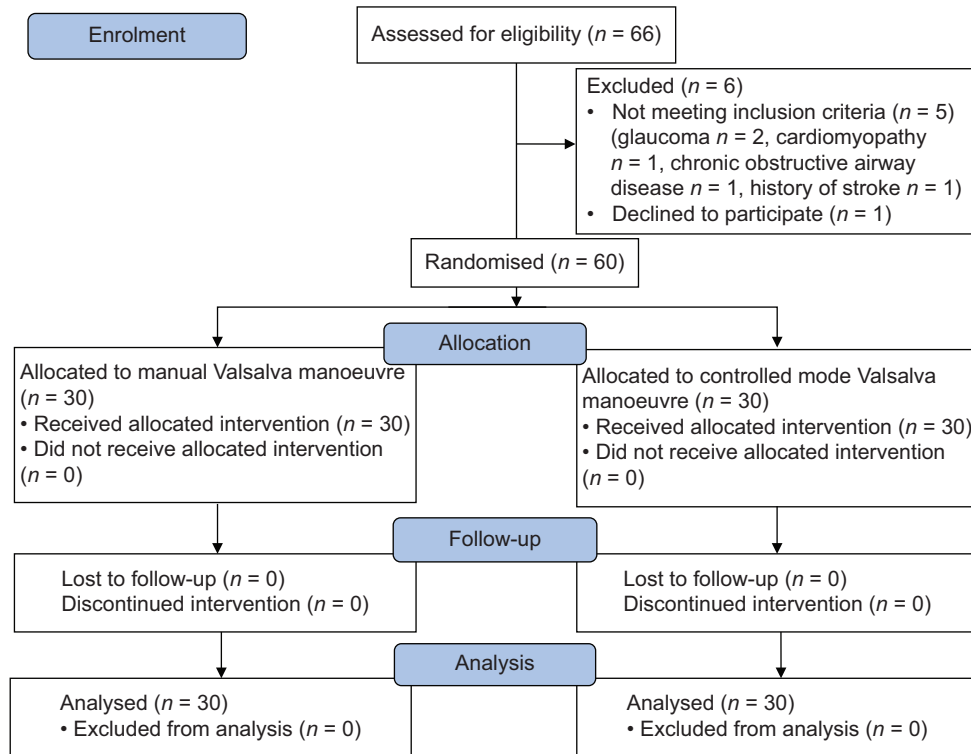 Enrolment
Assessed for eligibility (n = 66)
Excluded (n = 6)
• Not meeting inclusion criteria (n = 5)
(glaucoma n = 2, cardiomyopathy
n = 1, chronic obstructive airway
disease n = 1, history of stroke n = 1)
• Declined to participate (n = 1)
Randomised (n = 60)
Allocation
Allocated to manual Valsalva manoeuvre
(n = 30)
• Received allocated intervention (n = 30)
• Did not receive allocated intervention
(n = 0)
Allocated to controlled mode Valsalva
manoeuvre (n = 30)
• Received allocated intervention (n = 30)
• Did not receive allocated intervention
(n = 0)
Follow-up
Lost to follow-up (n = 0)
Discontinued intervention (n = 0)
Lost to follow-up (n = 0)
Discontinued intervention (n = 0)
Analysis
Analysed (n = 30)
• Excluded from analysis (n = 0)
Analysed (n = 30)
• Excluded from analysis (n = 0)